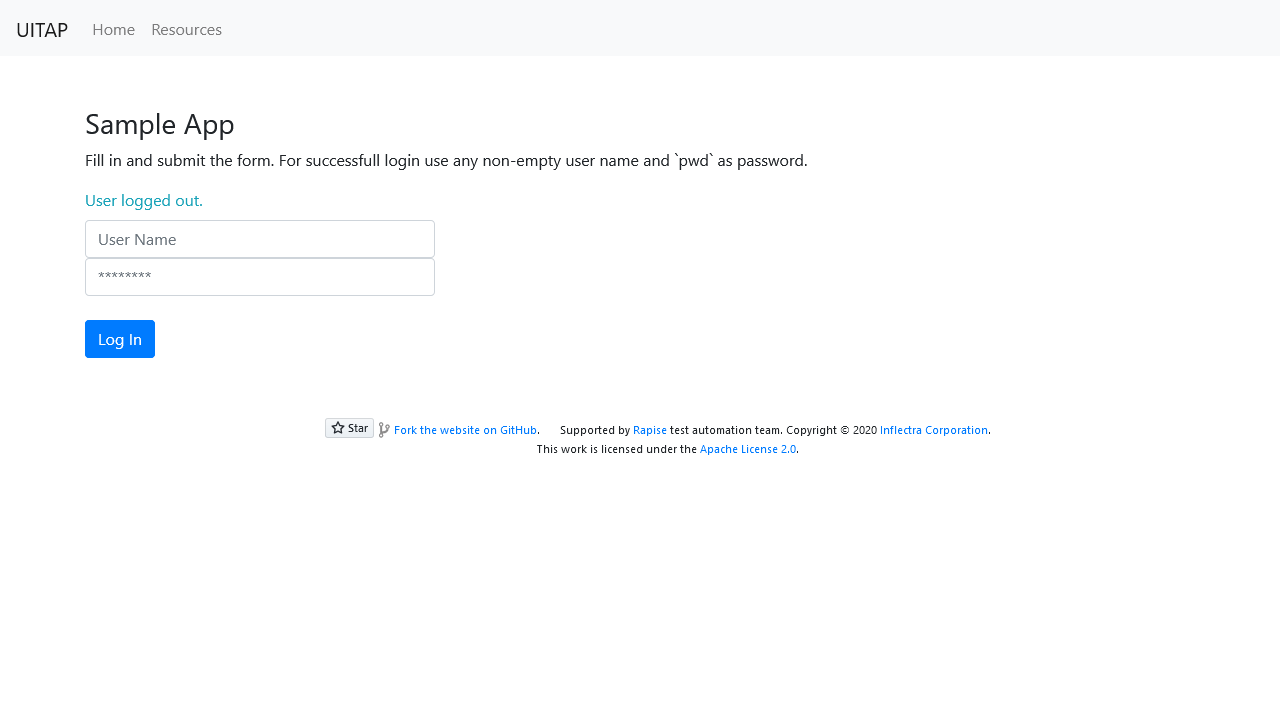 UITAP Home Resources
Sample App
Fill in and submit the form. For successfull login use any non-empty user name and `pwd` as password.
User logged out.
User Name
********
Log In
Star Fork the website on GitHub. Supported by Rapise test automation team. Copyright © 2020 Inflectra Corporation.
This work is licensed under the Apache License 2.0.